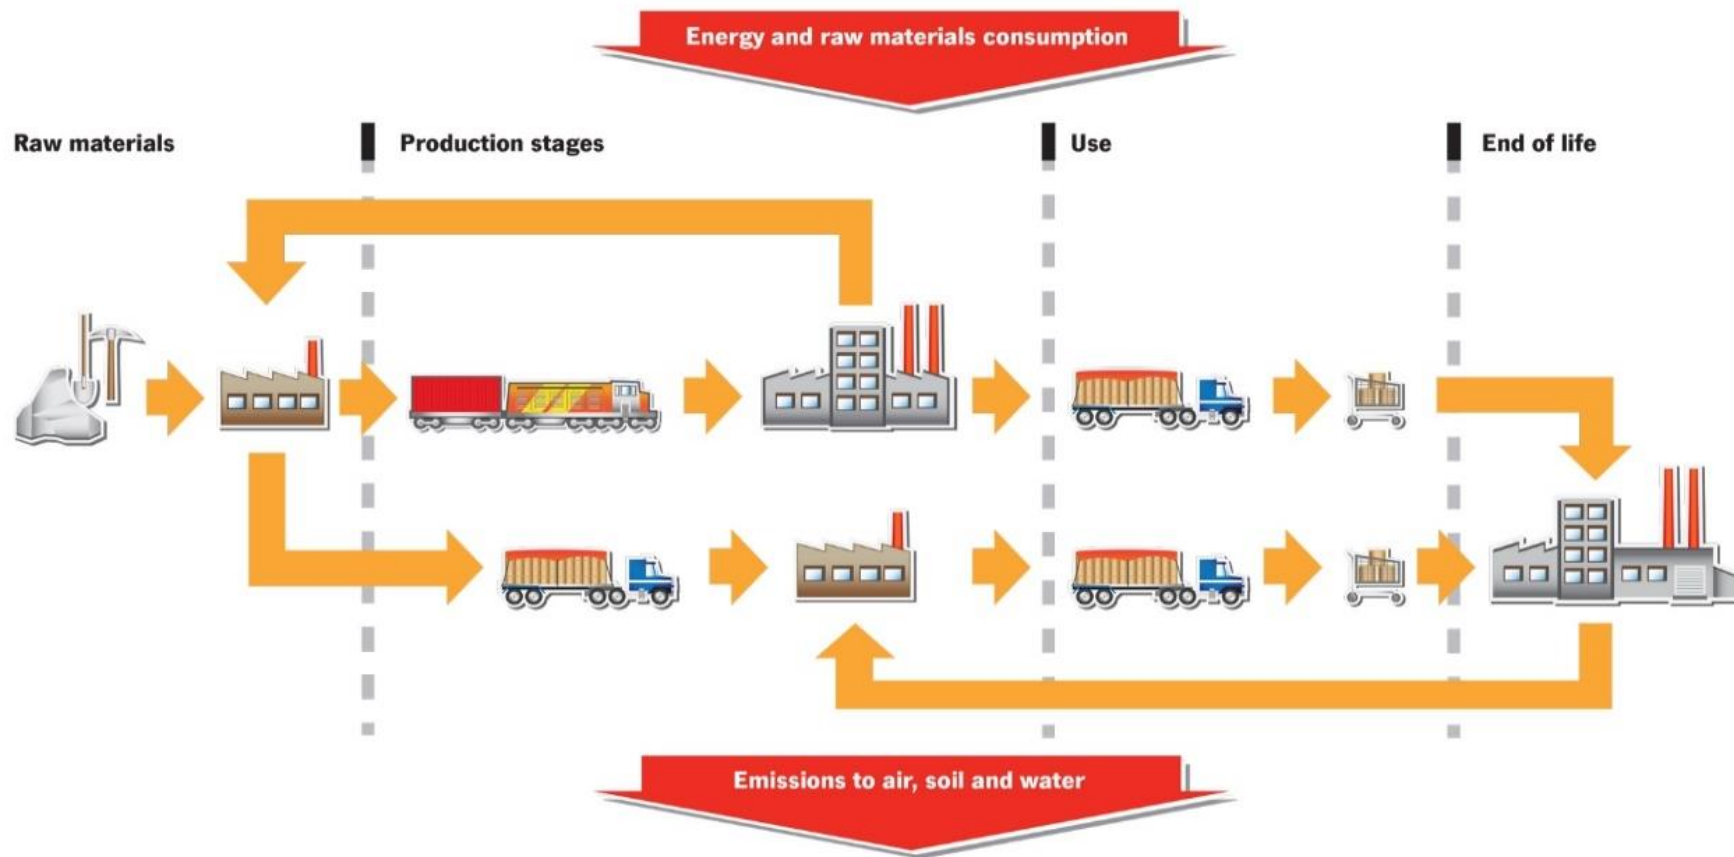 Energy and raw materials consumption
Raw materials
Production stages
Use
End of life
Emissions to air, soil and water